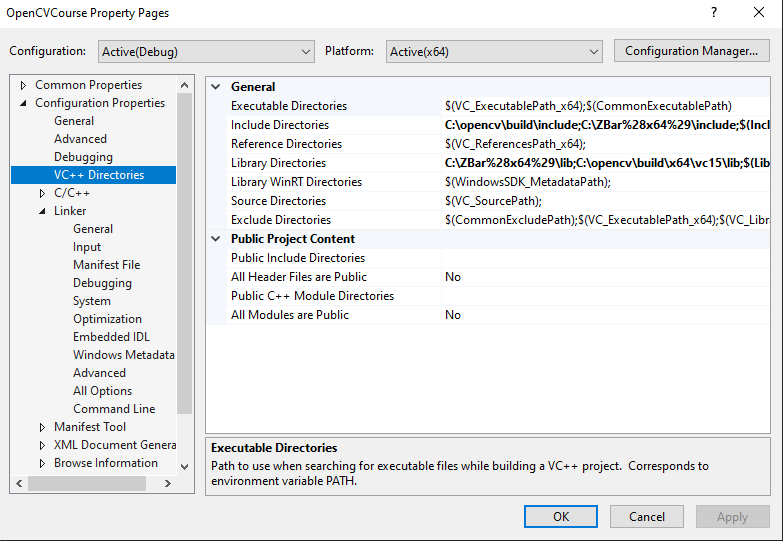 OpenCVCourse Property Pages
?
Configuration: Active(Debug) Platform: Active(x64) Configuration Manager...
Common Properties
Configuration Properties
General
Advanced
Debugging
VC++ Directories
C/C++
Linker
General
Input
Manifest File
Debugging
System
Optimization
Embedded IDL
Windows Metadata
Advanced
All Options
Command Line
Manifest Tool
XML Document Genera
Browse Information
General
Executable Directories $(VC_ExecutablePath_x64);$(CommonExecutablePath)
Include Directories C:\opencv\build\include;C:\ZBar%28x64%29\include;$(Incl
Reference Directories $(VC_ReferencesPath_x64);
Library Directories C:\ZBar%28x64%29\lib;C:\opencv\build\x64\vc15\lib;$(Lib
Library WinRT Directories $(WindowsSDK_MetadataPath);
Source Directories $(VC_SourcePath);
Exclude Directories $(CommonExcludePath);$(VC_ExecutablePath_x64);$(VC_Libra
Public Project Content
Public Include Directories
All Header Files are Public No
Public C++ Module Directories
All Modules are Public No
Executable Directories
Path to use when searching for executable files while building a VC++ project. Corresponds to
environment variable PATH.
OK Cancel Apply